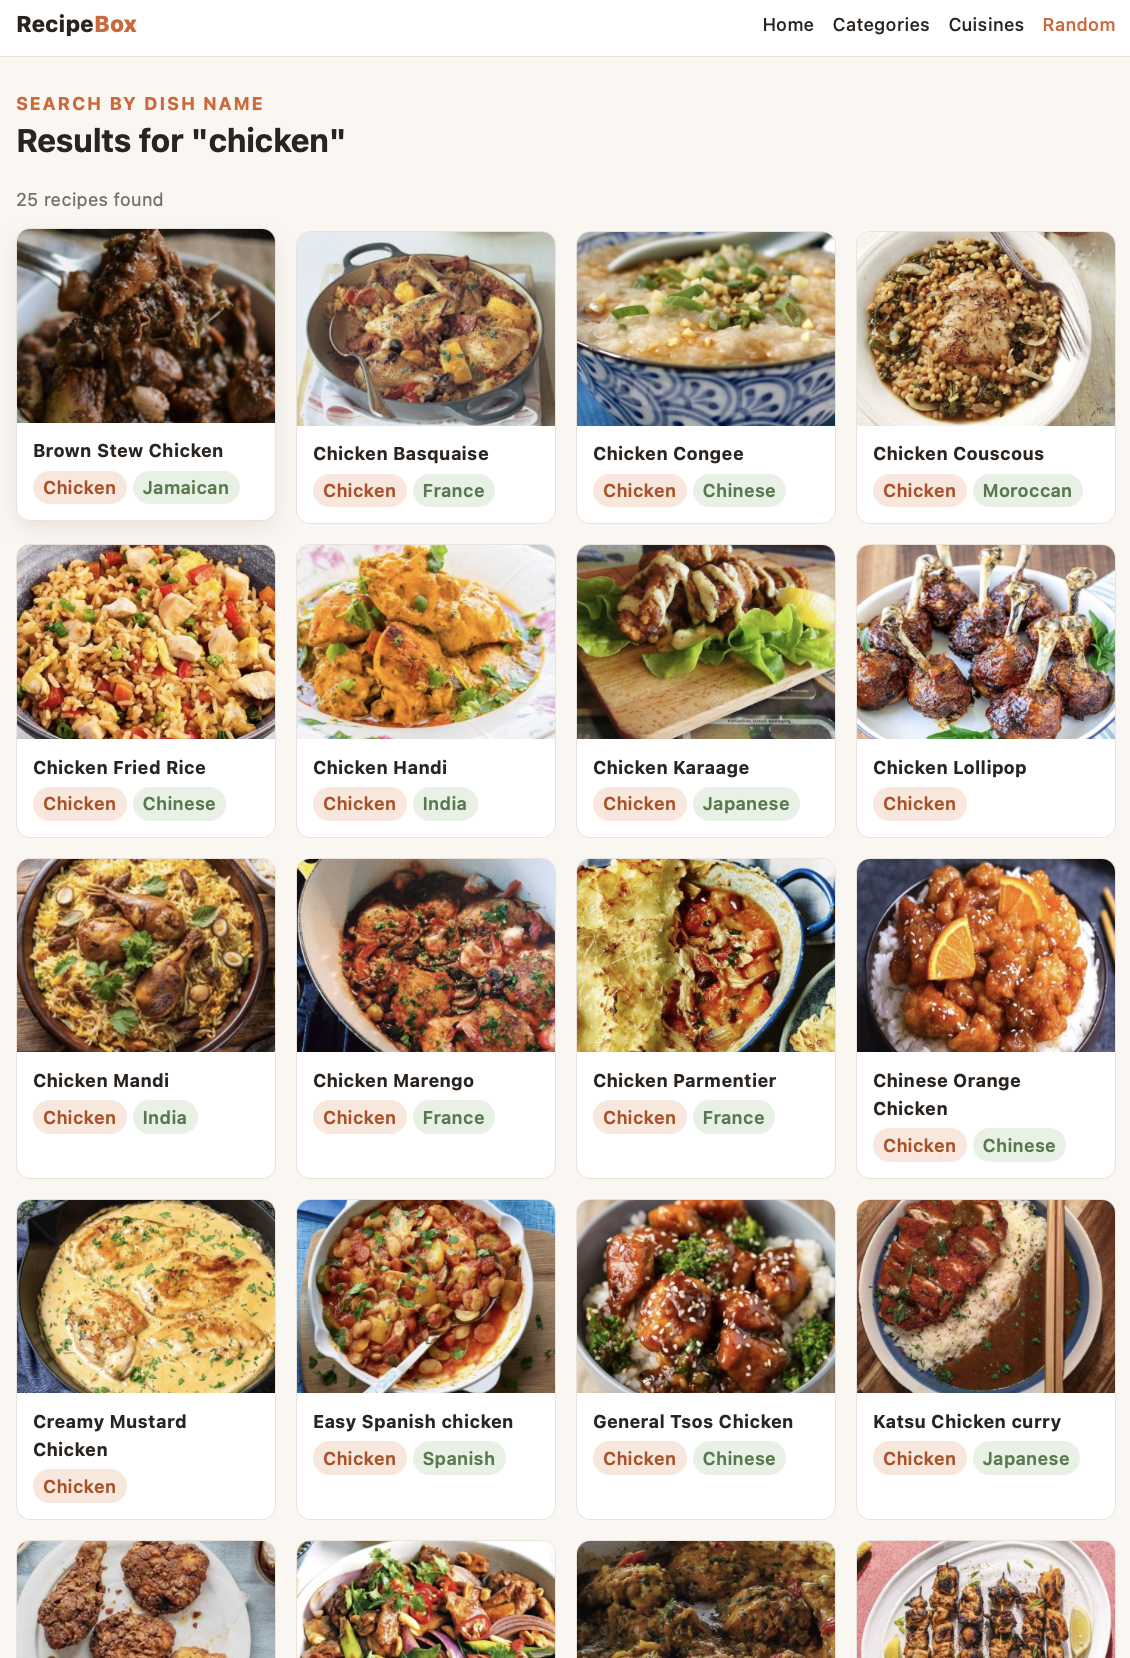 RecipeBox
Home Categories Cuisines Random
SEARCH BY DISH NAME
Results for "chicken"
25 recipes found
Brown Stew Chicken
Chicken Jamaican
Chicken Basquaise
Chicken France
Chicken Congee
Chicken Chinese
Chicken Couscous
Chicken Moroccan
Chicken Fried Rice
Chicken Chinese
Chicken Handi
Chicken India
Chicken Karaage
Chicken Japanese
Chicken Lollipop
Chicken
Chicken Mandi
Chicken India
Chicken Marengo
Chicken France
Chicken Parmentier
Chicken France
Chinese Orange
Chicken
Chicken Chinese
Creamy Mustard
Chicken
Chicken
Easy Spanish chicken
Chicken Spanish
General Tsos Chicken
Chicken Chinese
Katsu Chicken curry
Chicken Japanese